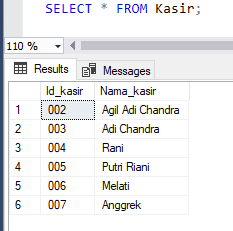 SELECT * FROM Kasir;
110 %
Results Messages
Id_kasir Nama_kasir
1 002 Agil Adi Chandra
2 003 Adi Chandra
3 004 Rani
4 005 Putri Riani
5 006 Melati
6 007 Anggrek